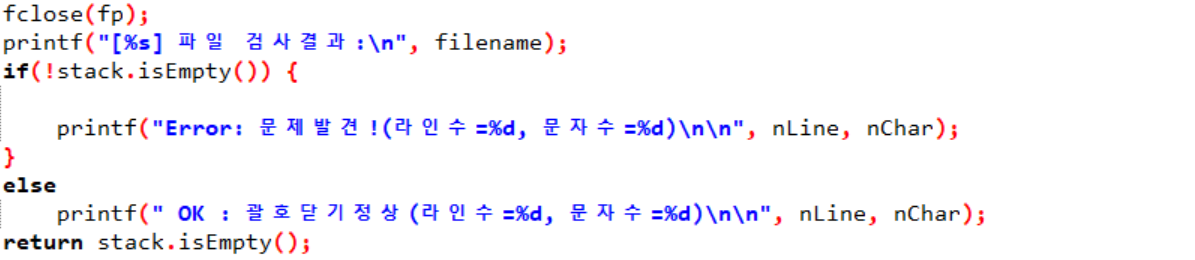 fclose(fp);
printf("[%s] 파일 검사결과:\n", filename);
if(!stack.isEmpty()) {
printf("Error: 문제발견!(라인수=%d, 문자수=%d)\n\n", nLine, nChar);
}
else
printf(" OK : 괄호닫기정상(라인수=%d, 문자수=%d)\n\n", nLine, nChar);
return stack.isEmpty();